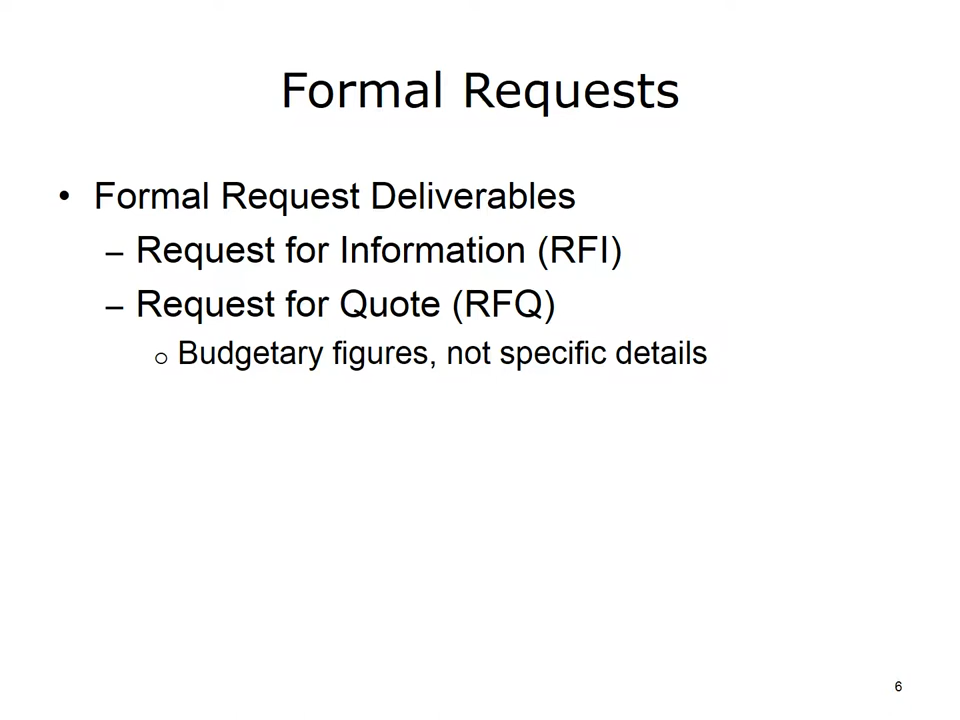 Formal Requests
• Formal Request Deliverables
– Request for Information (RFI)
– Request for Quote (RFQ)
o Budgetary figures, not specific details
6